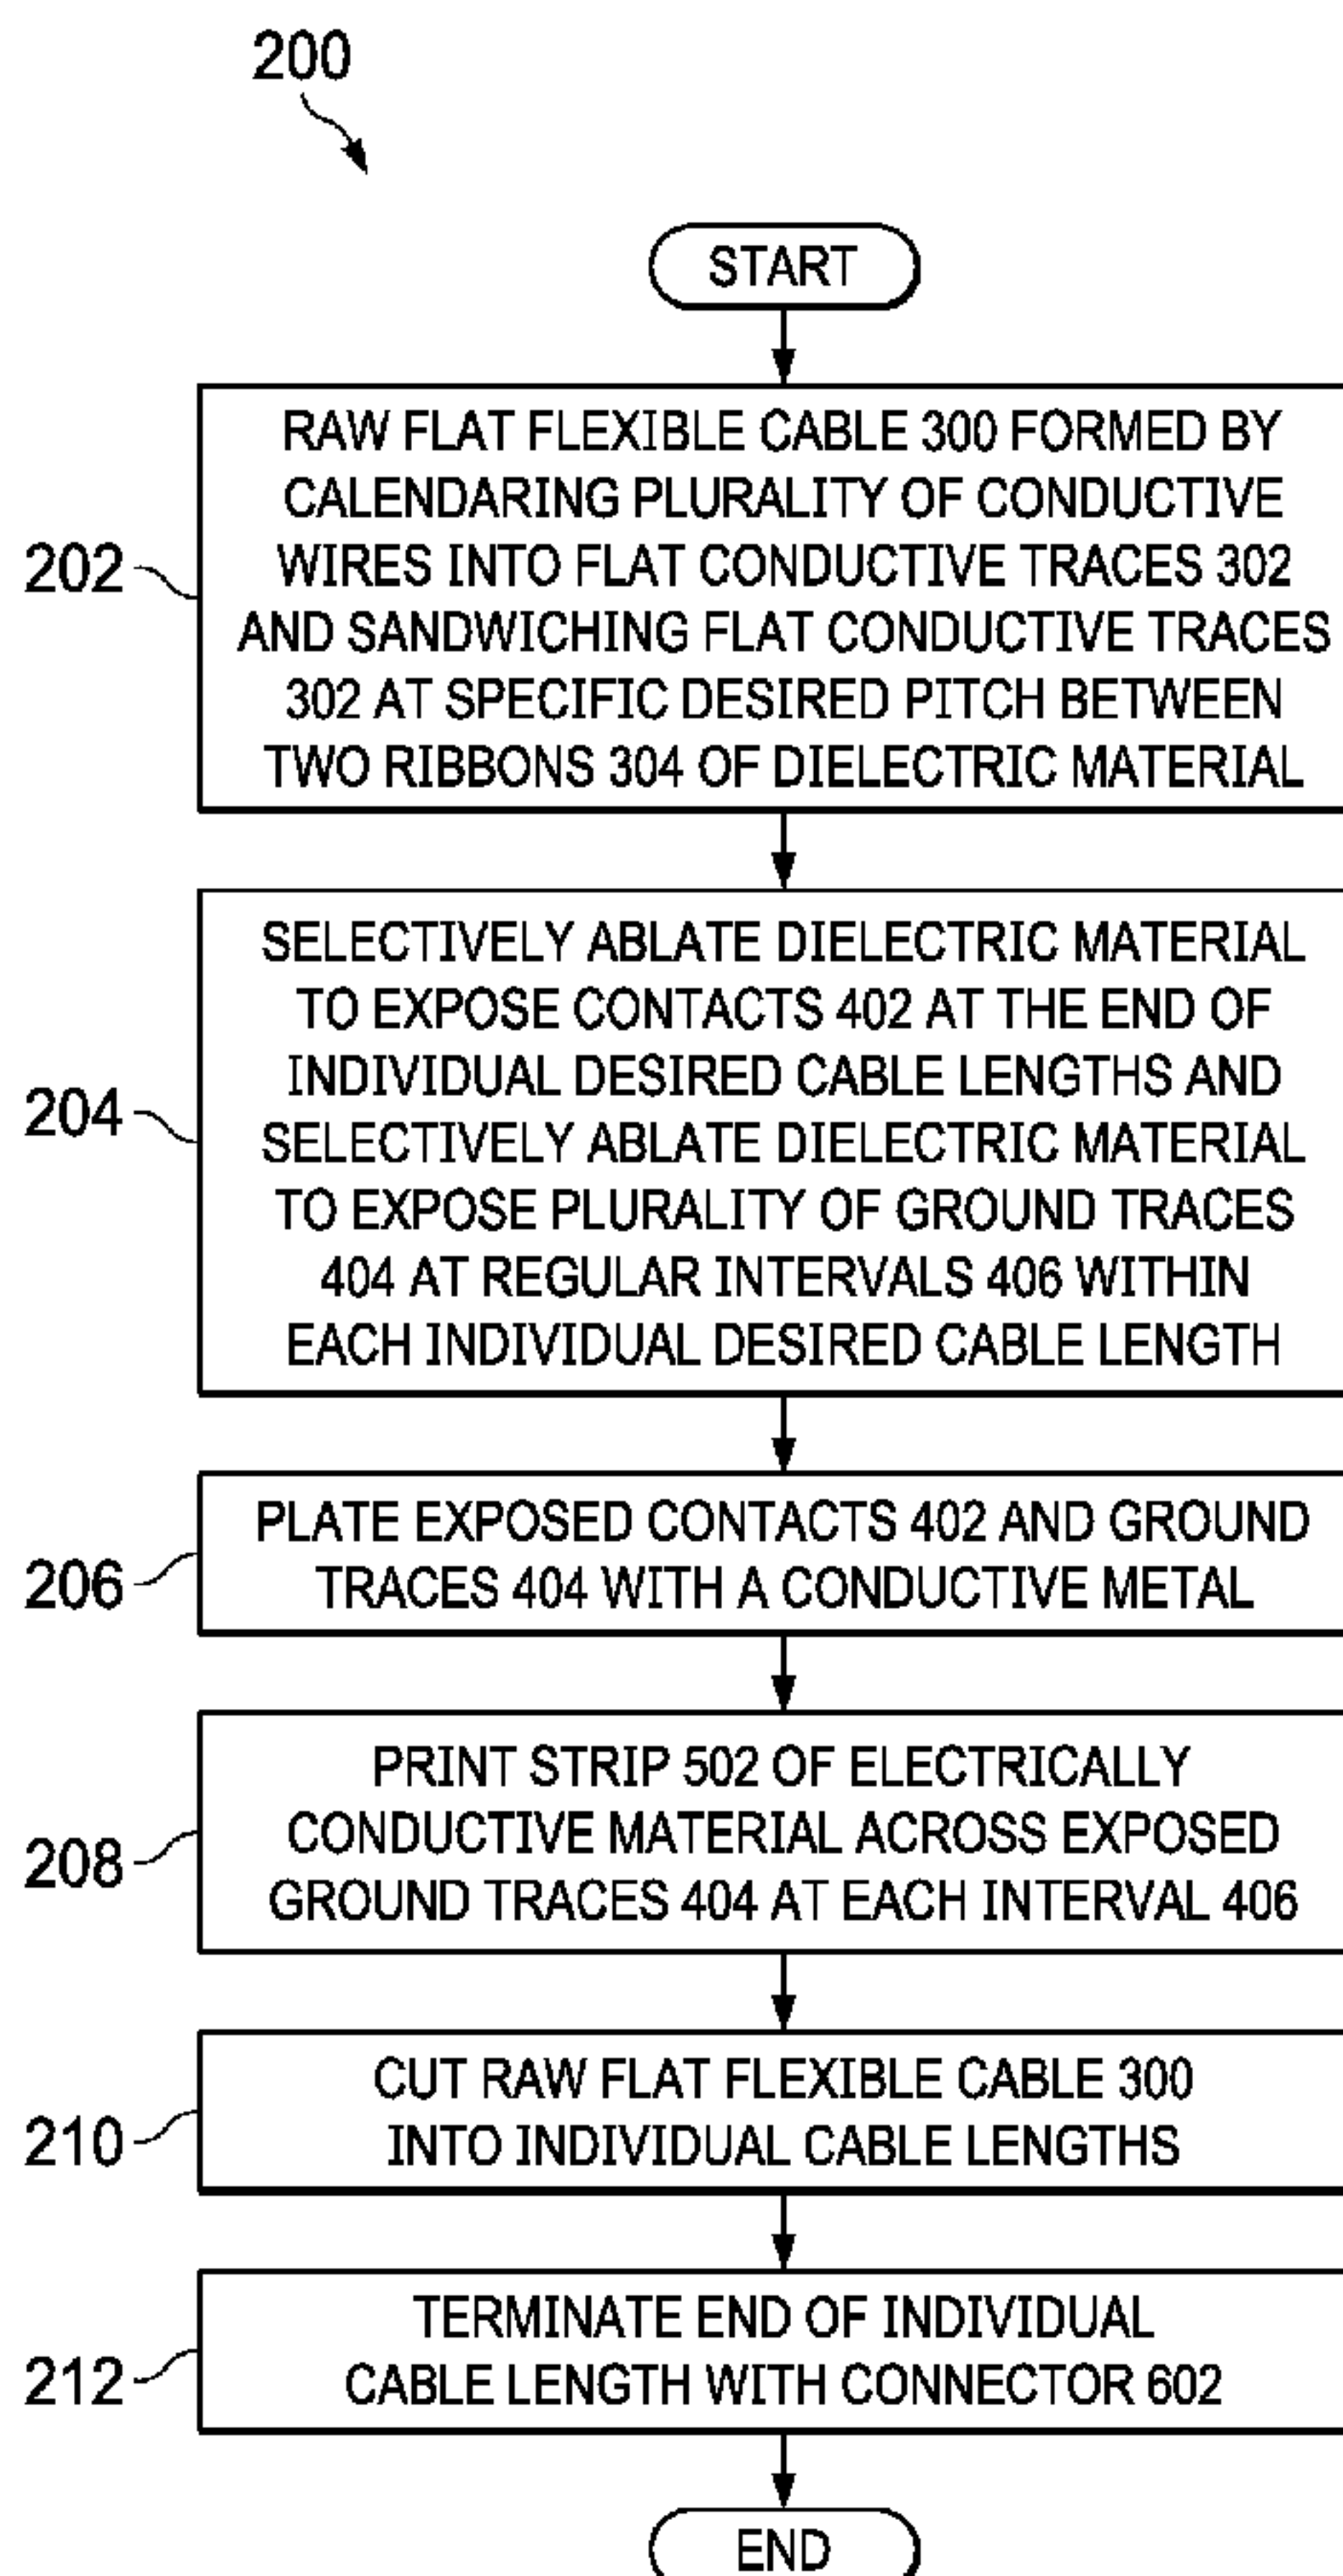 200
START
202
RAW FLAT FLEXIBLE CABLE 300 FORMED BY
CALENDARING PLURALITY OF CONDUCTIVE
WIRES INTO FLAT CONDUCTIVE TRACES 302
AND SANDWICHING FLAT CONDUCTIVE TRACES
302 AT SPECIFIC DESIRED PITCH BETWEEN
TWO RIBBONS 304 OF DIELECTRIC MATERIAL
204
SELECTIVELY ABLATE DIELECTRIC MATERIAL
TO EXPOSE CONTACTS 402 AT THE END OF
INDIVIDUAL DESIRED CABLE LENGTHS AND
SELECTIVELY ABLATE DIELECTRIC MATERIAL
TO EXPOSE PLURALITY OF GROUND TRACES
404 AT REGULAR INTERVALS 406 WITHIN
EACH INDIVIDUAL DESIRED CABLE LENGTH
206
PLATE EXPOSED CONTACTS 402 AND GROUND
TRACES 404 WITH A CONDUCTIVE METAL
208
PRINT STRIP 502 OF ELECTRICALLY
CONDUCTIVE MATERIAL ACROSS EXPOSED
GROUND TRACES 404 AT EACH INTERVAL 406
210
CUT RAW FLAT FLEXIBLE CABLE 300
INTO INDIVIDUAL CABLE LENGTHS
212
TERMINATE END OF INDIVIDUAL
CABLE LENGTH WITH CONNECTOR 602
END